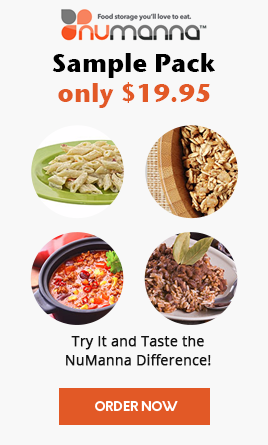 Food storage you'll love to eat.
numanna™
Sample Pack
only $19.95
Try It and Taste the
NuManna Difference!
ORDER NOW